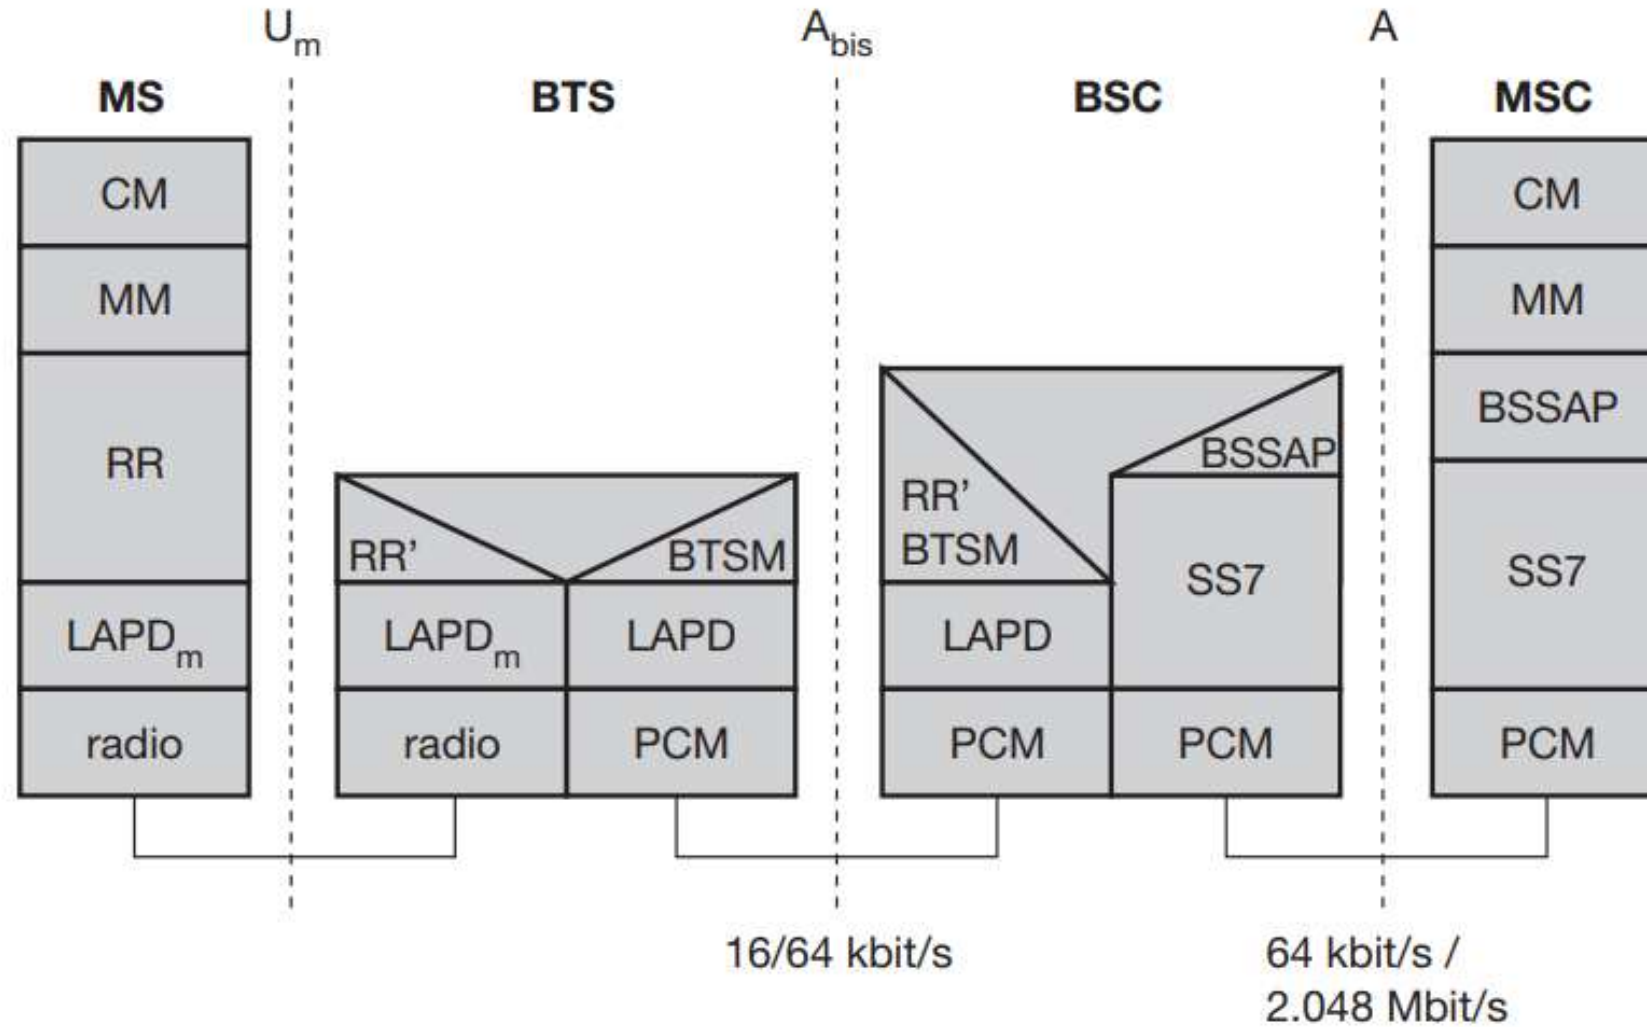 Um Abis A
MS BTS BSC MSC
CM CM
MM MM
RR BSSAP
BSSAP
RR’ BTSM
RR’
BTSM
SS7 SS7
LAPDm LAPDm LAPD LAPD
radio radio PCM PCM PCM PCM
16/64 kbit/s 64 kbit/s /
2.048 Mbit/s